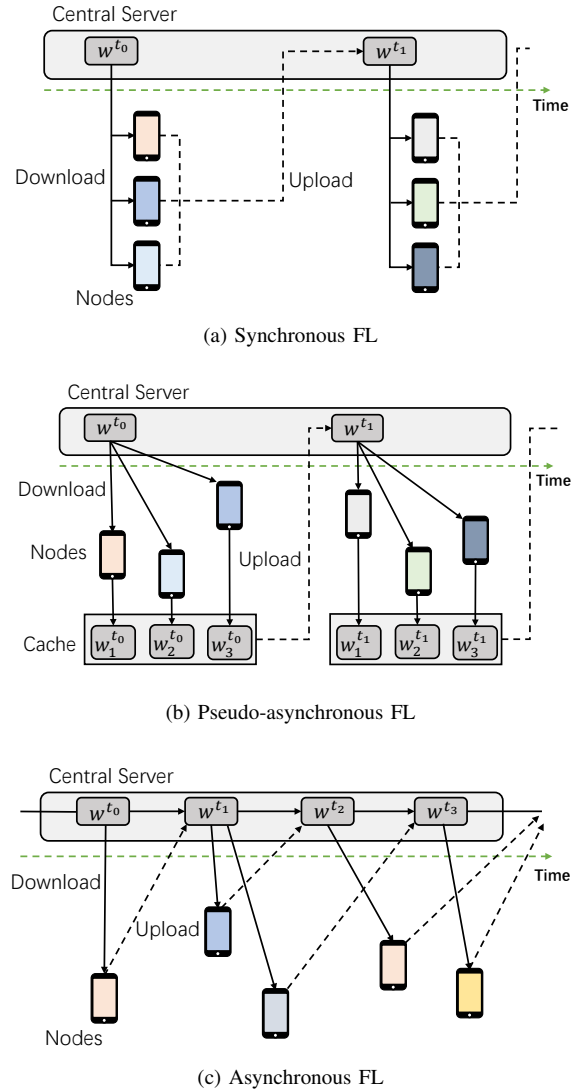 Central Server
w^{t_0} w^{t_1}
Time
Download Upload
Nodes
(a) Synchronous FL
Central Server
w^{t_0} w^{t_1}
Download Time
Nodes Upload
Cache w_1^{t_0} w_2^{t_0} w_3^{t_0} w_1^{t_1} w_2^{t_1} w_3^{t_1}
(b) Pseudo-asynchronous FL
Central Server
w^{t_0} w^{t_1} w^{t_2} w^{t_3}
Download Time
Upload
Nodes
(c) Asynchronous FL